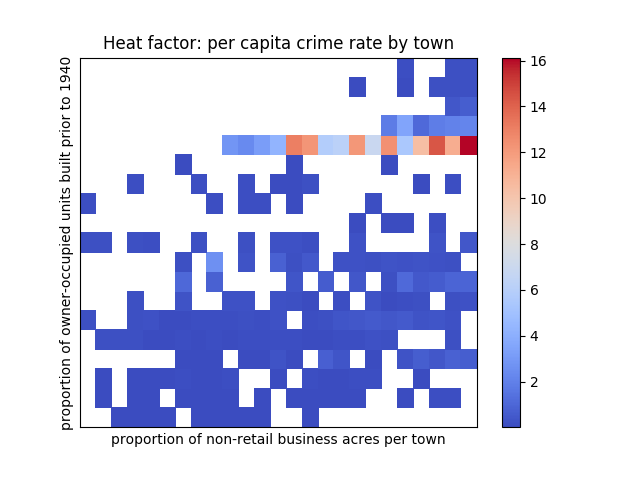 Heat factor: per capita crime rate by town
proportion of owner-occupied units built prior to 1940
16
14
12
10
8
6
4
2
proportion of non-retail business acres per town